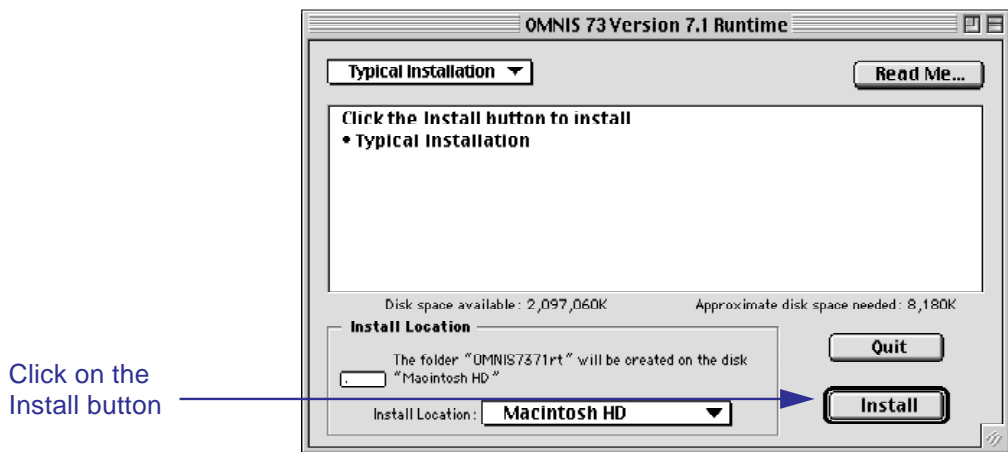 OMNIS 73 Version 7.1 Runtime
Typical Installation
Read Me...
Click the Install button to install
• Typical Installation
Disk space available: 2,097,060K
Approximate disk space needed: 8,180K
Install Location
The folder "OMNIS7371rt" will be created on the disk
"Macintosh HD"
Quit
Install Location:
Macintosh HD
Install
Click on the
Install button